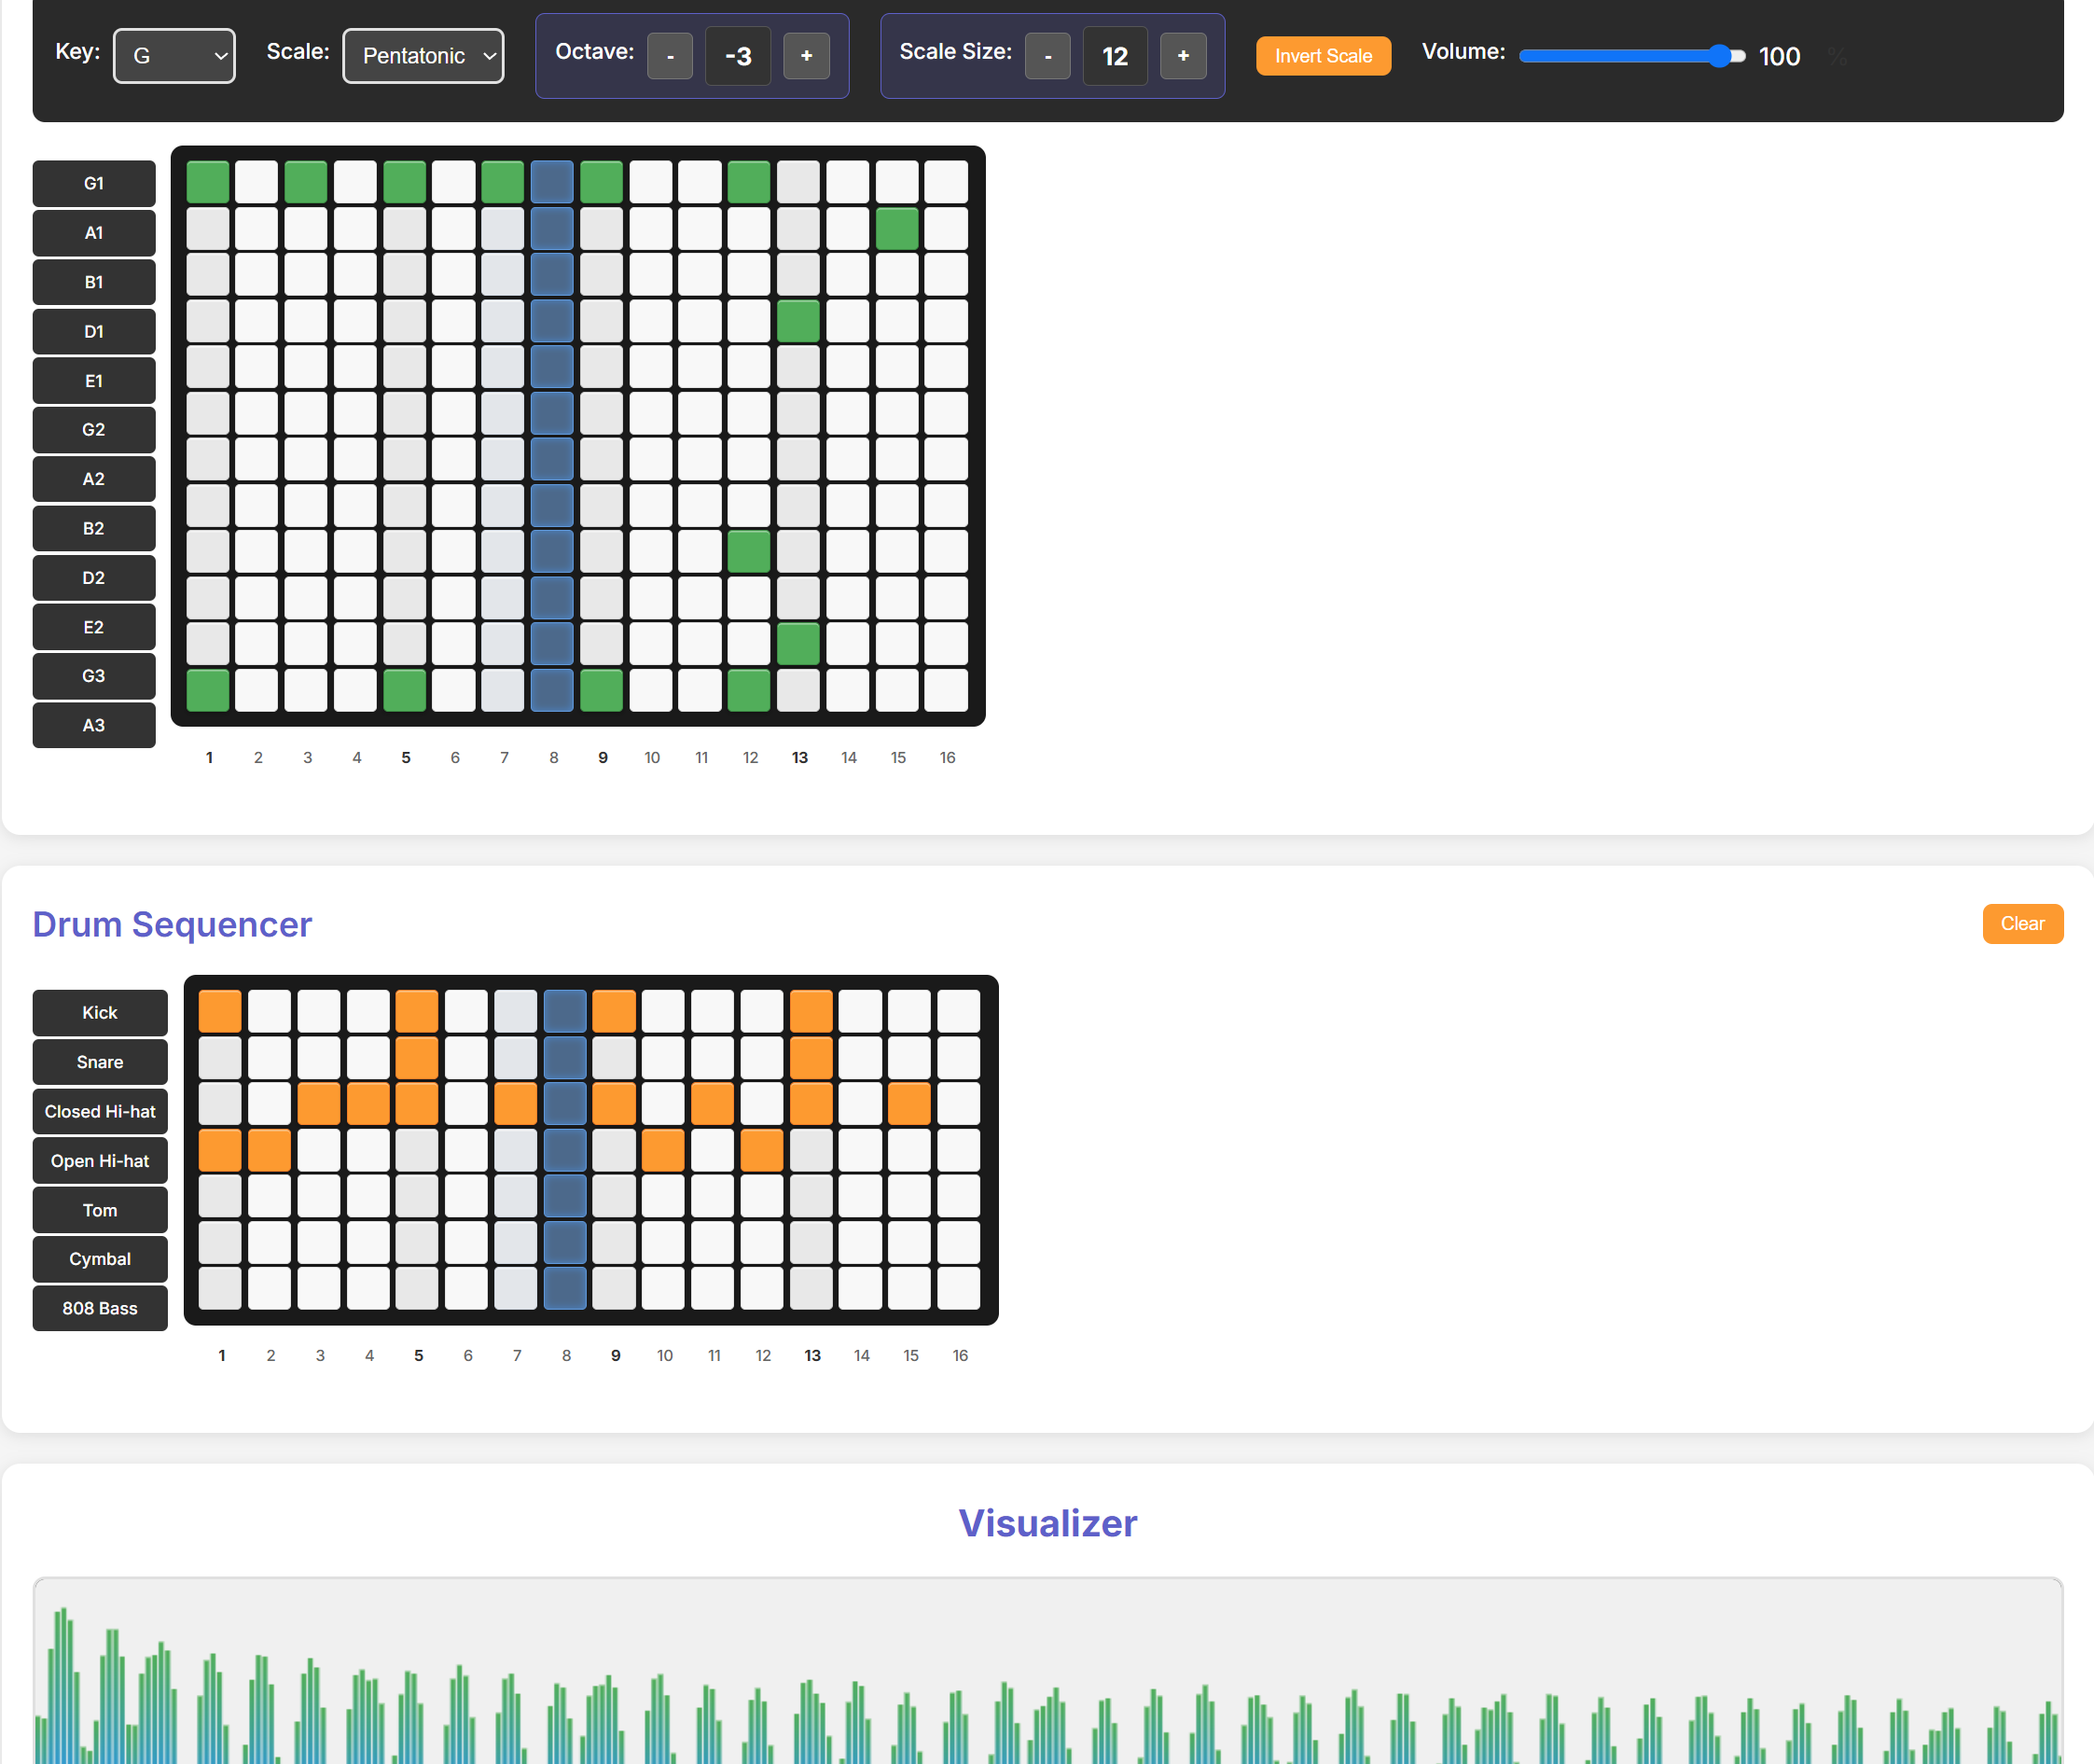 Key: G Scale: Pentatonic Octave: - -3 + Scale Size: - 12 + Invert Scale Volume: 100 %
G1
A1
B1
D1
E1
G2
A2
B2
D2
E2
G3
A3
1 2 3 4 5 6 7 8 9 10 11 12 13 14 15 16
Drum Sequencer Clear
Kick
Snare
Closed Hi-hat
Open Hi-hat
Tom
Cymbal
808 Bass
1 2 3 4 5 6 7 8 9 10 11 12 13 14 15 16
Visualizer